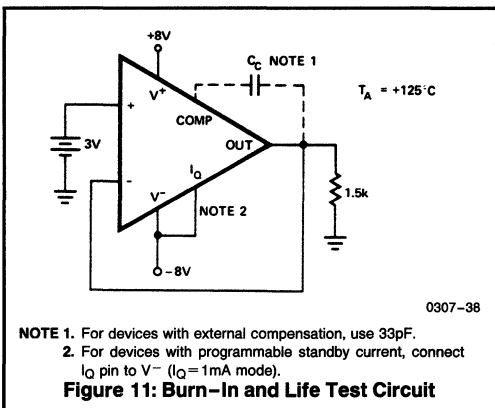 +8V
C_C NOTE 1
T_A = +125°C
V+
+
COMP
3V
OUT
I_Q
-
V−
NOTE 2
1.5k
-8V
0307-38
NOTE 1. For devices with external compensation, use 33pF.
2. For devices with programmable standby current, connect
I_Q pin to V− (I_Q=1mA mode).
Figure 11: Burn-In and Life Test Circuit